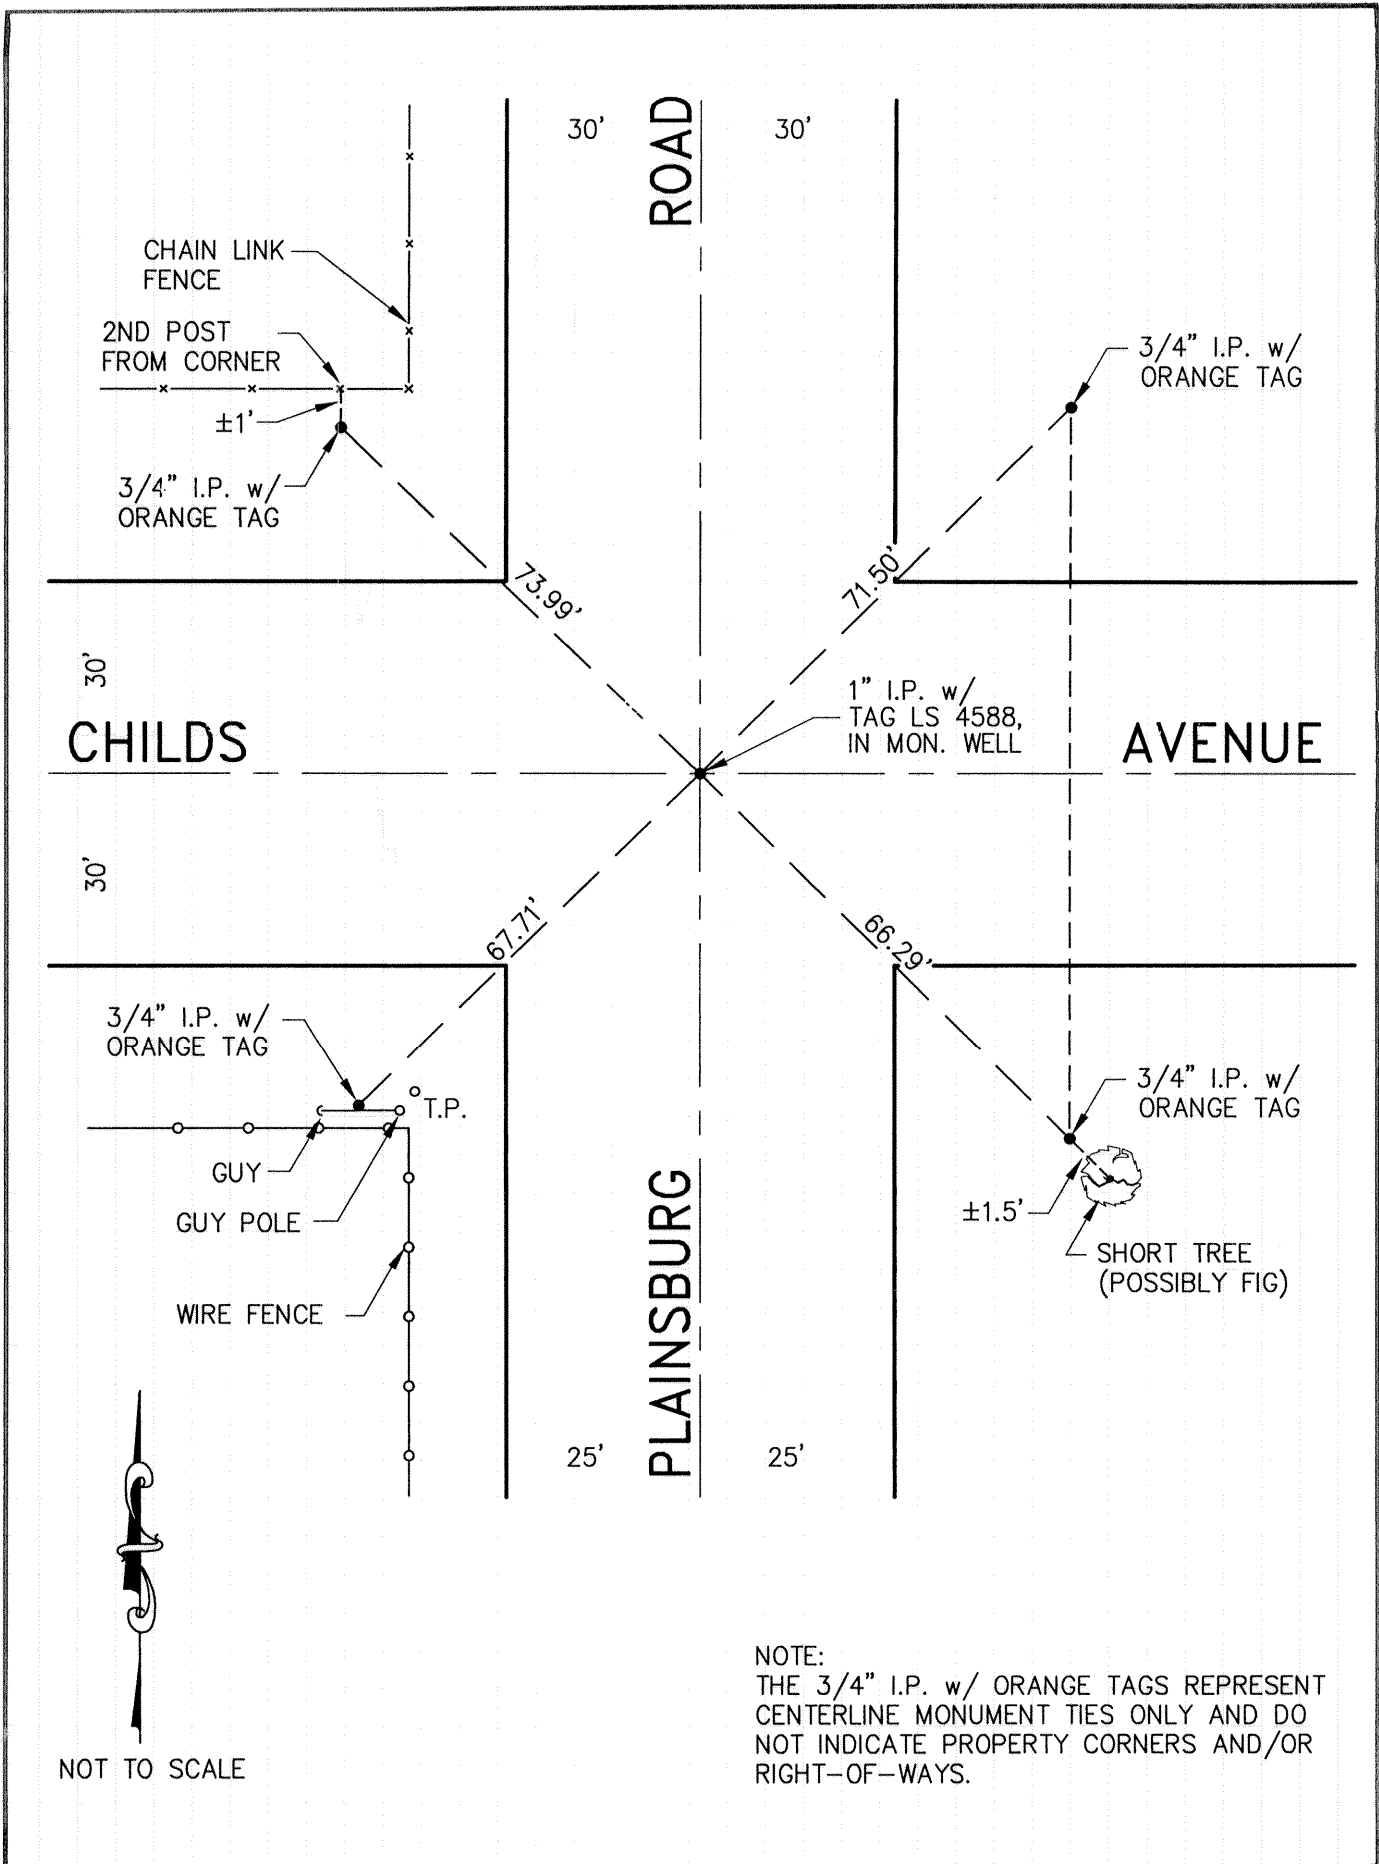 30'
ROAD
30'
CHAIN LINK
FENCE
2ND POST
FROM CORNER
±1'
3/4" I.P. w/
ORANGE TAG
3/4" I.P. w/
ORANGE TAG
73.99'
71.50'
30'
CHILDS
30'
1" I.P. w/
TAG LS 4588,
IN MON. WELL
AVENUE
67.71'
66.29'
3/4" I.P. w/
ORANGE TAG
T.P.
GUY
GUY POLE
WIRE FENCE
3/4" I.P. w/
ORANGE TAG
±1.5'
SHORT TREE
(POSSIBLY FIG)
25'
PLAINSBURG
25'
NOT TO SCALE
NOTE:
THE 3/4" I.P. w/ ORANGE TAGS REPRESENT
CENTERLINE MONUMENT TIES ONLY AND DO
NOT INDICATE PROPERTY CORNERS AND/OR
RIGHT-OF-WAYS.